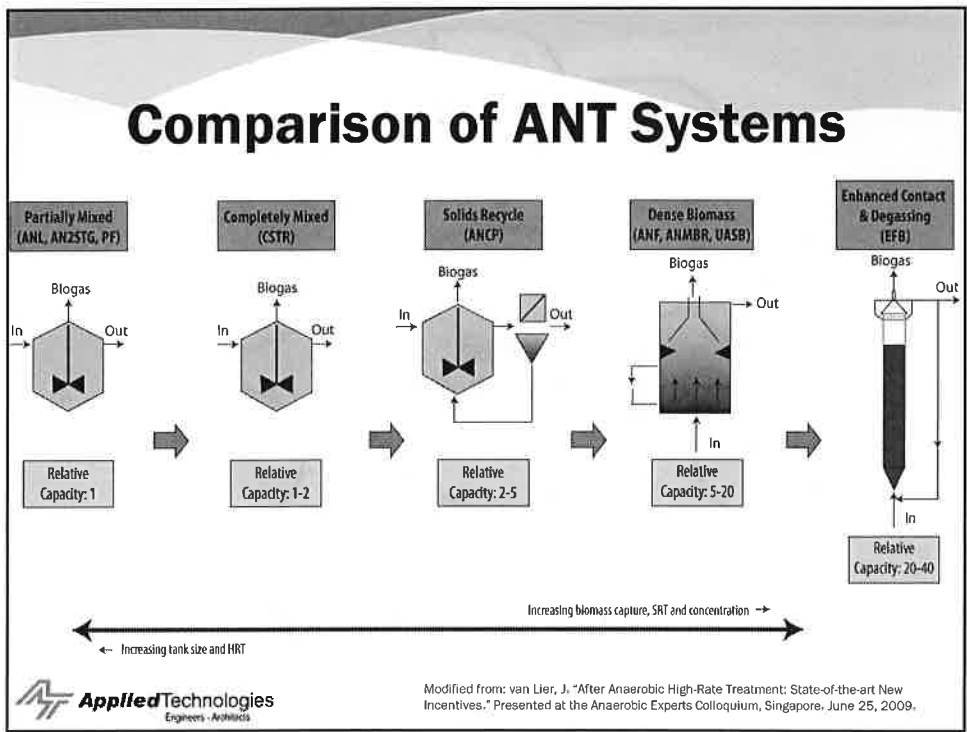 Comparison of ANT Systems
Partially Mixed
(ANL, AN2STG, PF)
Biogas
In
Out
Relative
Capacity: 1
Completely Mixed
(CSTR)
Biogas
In
Out
Relative
Capacity: 1-2
Solids Recycle
(ANCP)
Biogas
In
Out
Relative
Capacity: 2-5
Dense Biomass
(ANF, ANMBR, UASB)
Biogas
Out
In
Relative
Capacity: 5-20
Enhanced Contact
& Degassing
(EFB)
Biogas
Out
In
Relative
Capacity: 20-40
Increasing biomass capture, SRT and concentration →
← Increasing tank size and HRT
AT Applied Technologies
Engineers - Architects
Modified from: van Lier, J. "After Anaerobic High-Rate Treatment: State-of-the-art New
Incentives." Presented at the Anaerobic Experts Colloquium, Singapore. June 25, 2009.